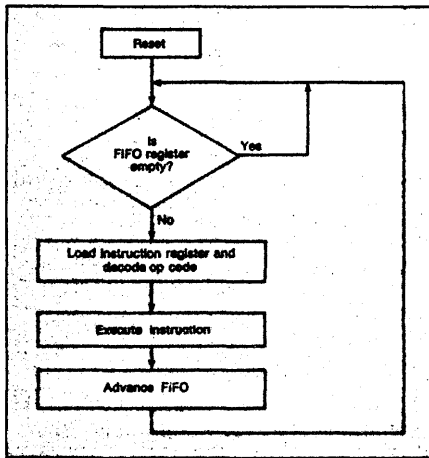 Reset
Is
FIFO register
empty?
Yes
No
Load instruction register and
decode op code
Execute instruction
Advance FIFO